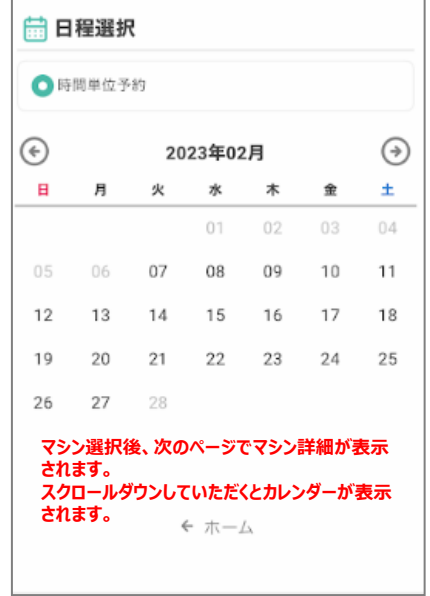 日程選択
時間単位予約
2023年02月
日 月 火 水 木 金 土
01 02 03 04
05 06 07 08 09 10 11
12 13 14 15 16 17 18
19 20 21 22 23 24 25
26 27 28
マシン選択後、次のページでマシン詳細が表示
されます。
スクロールダウンしていただくとカレンダーが表示
されます。
← ホーム